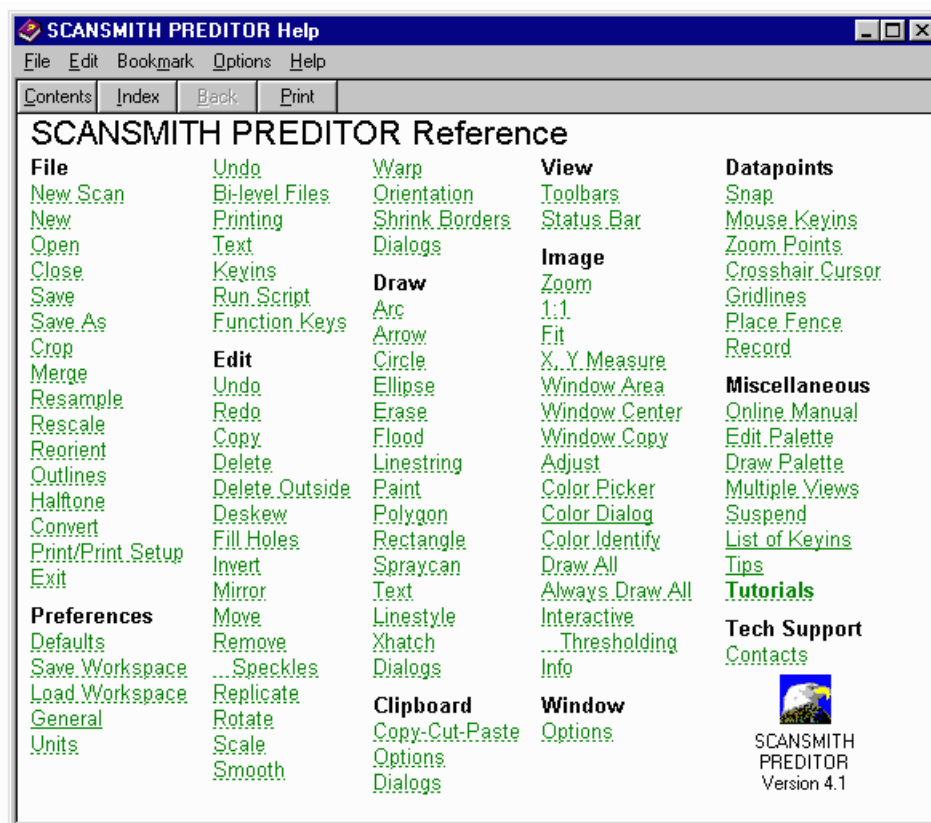 SCANSMITH PREDITOR Help
File Edit Bookmark Options Help
Contents Index Back Print
SCANSMITH PREDITOR Reference
File
New Scan
New
Open
Close
Save
Save As
Crop
Merge
Resample
Rescale
Reorient
Outlines
Halftone
Convert
Print/Print Setup
Exit
Preferences
Defaults
Save Workspace
Load Workspace
General
Units
Undo
Bi-level Files
Printing
Text
Keyins
Run Script
Function Keys
Edit
Undo
Redo
Copy
Delete
Delete Outside
Deskew
Fill Holes
Invert
Mirror
Move
Remove
...Speckles
Replicate
Rotate
Scale
Smooth
Warp
Orientation
Shrink Borders
Dialogs
Draw
Arc
Arrow
Circle
Ellipse
Erase
Flood
Linestring
Paint
Polygon
Rectangle
Spraycan
Text
Linestyle
Xhatch
Dialogs
Clipboard
Copy-Cut-Paste
Options
Dialogs
View
Toolbars
Status Bar
Image
Zoom
1:1
Fit
X, Y Measure
Window Area
Window Center
Window Copy
Adjust
Color Picker
Color Dialog
Color Identify
Draw All
Always Draw All
Interactive
...Thresholding
Info
Window
Options
Datapoints
Snap
Mouse Keyins
Zoom Points
Crosshair Cursor
Gridlines
Place Fence
Record
Miscellaneous
Online Manual
Edit Palette
Draw Palette
Multiple Views
Suspend
List of Keyins
Tips
Tutorials
Tech Support
Contacts
SCANSMITH
PREDITOR
Version 4.1